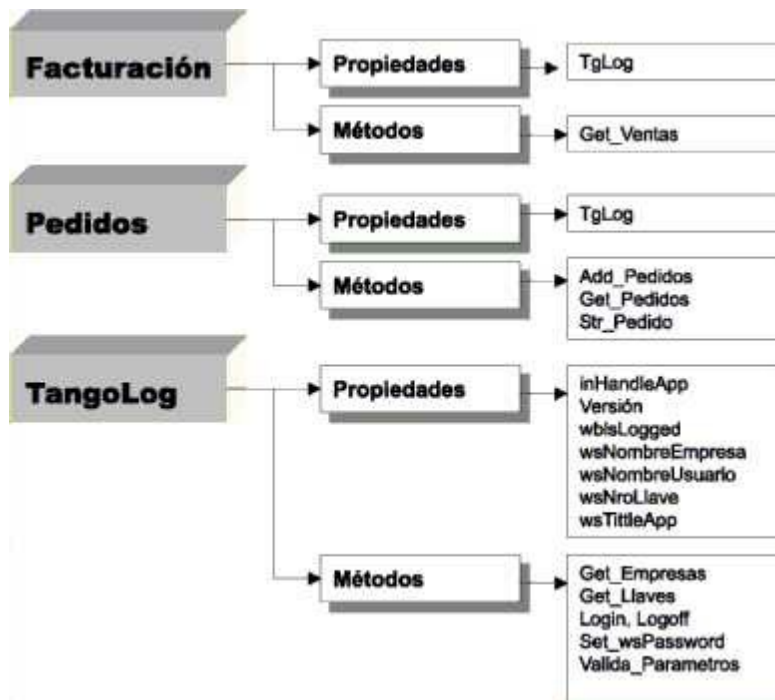 Facturación
Propiedades
TgLog
Métodos
Get_Ventas
Pedidos
Propiedades
TgLog
Métodos
Add_Pedidos
Get_Pedidos
Str_Pedido
TangoLog
Propiedades
inHandleApp
Versión
wbIsLogged
wsNombreEmpresa
wsNombreUsuario
wsNroLlave
wsTittleApp
Métodos
Get_Empresas
Get_Llaves
Login, Logoff
Set_wsPassword
Valida_Parametros